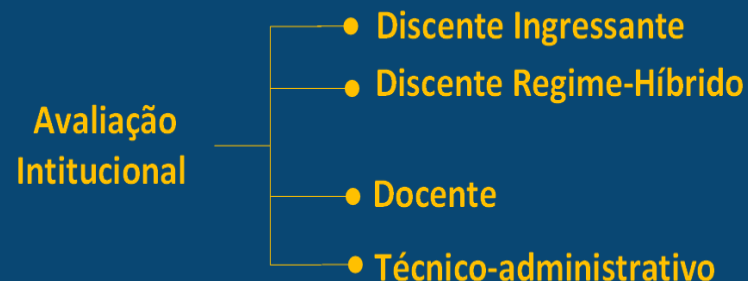 Avaliação
Intitucional
Discente Ingressante
Discente Regime-Híbrido
Docente
Técnico-administrativo